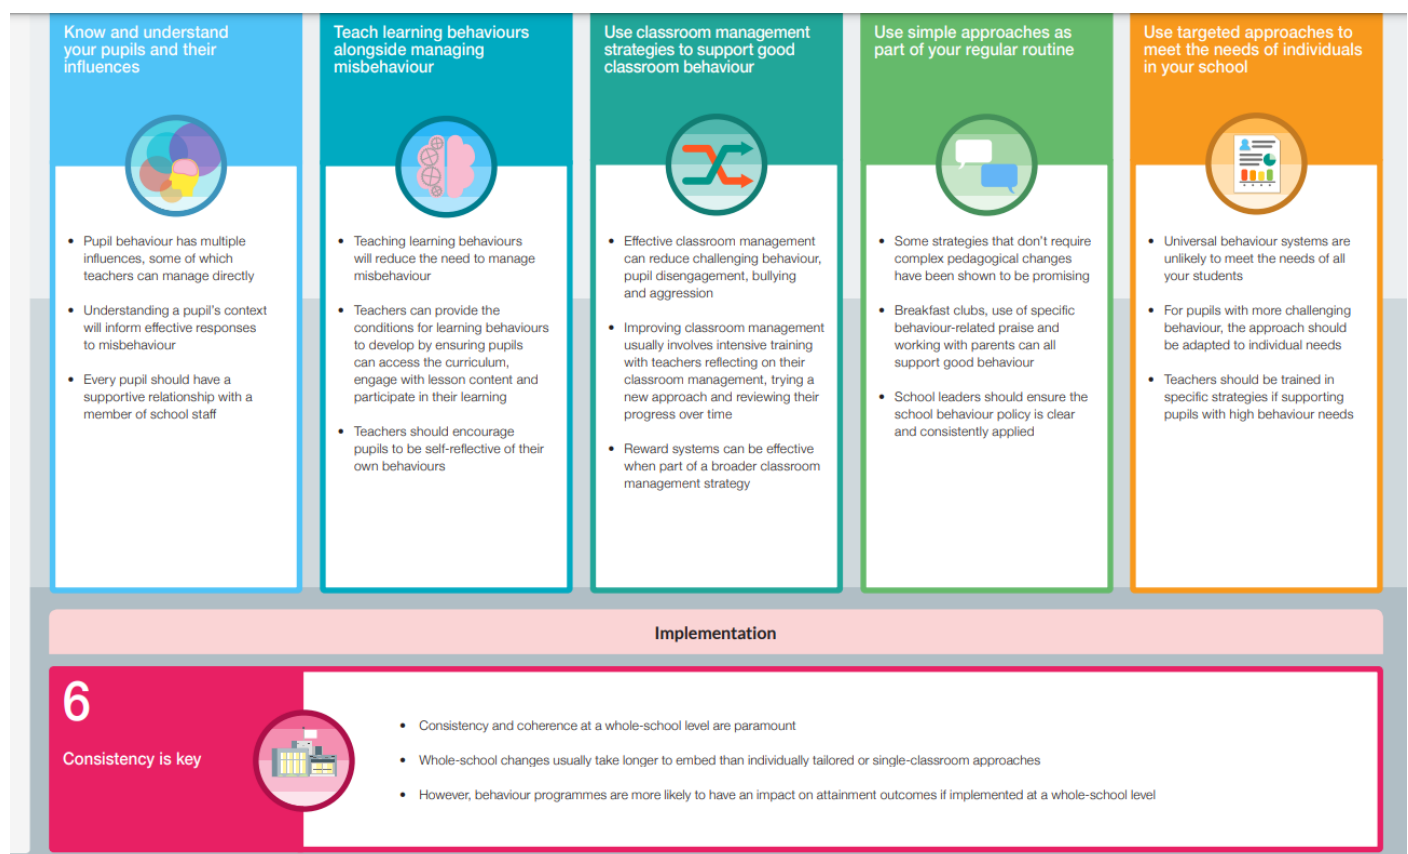 Know and understand
your pupils and their
influences
• Pupil behaviour has multiple
influences, some of which
teachers can manage directly
• Understanding a pupil's context
will inform effective responses
to misbehaviour
• Every pupil should have a
supportive relationship with a
member of school staff
Teach learning behaviours
alongside managing
misbehaviour
• Teaching learning behaviours
will reduce the need to manage
misbehaviour
• Teachers can provide the
conditions for learning behaviours
to develop by ensuring pupils
can access the curriculum,
engage with lesson content and
participate in their learning
• Teachers should encourage
pupils to be self-reflective of their
own behaviours
Use classroom management
strategies to support good
classroom behaviour
• Effective classroom management
can reduce challenging behaviour,
pupil disengagement, bullying
and aggression
• Improving classroom management
usually involves intensive training
with teachers reflecting on their
classroom management, trying a
new approach and reviewing their
progress over time
• Reward systems can be effective
when part of a broader classroom
management strategy
Use simple approaches as
part of your regular routine
• Some strategies that don't require
complex pedagogical changes
have been shown to be promising
• Breakfast clubs, use of specific
behaviour-related praise and
working with parents can all
support good behaviour
• School leaders should ensure the
school behaviour policy is clear
and consistently applied
Use targeted approaches to
meet the needs of individuals
in your school
• Universal behaviour systems are
unlikely to meet the needs of all
your students
• For pupils with more challenging
behaviour, the approach should
be adapted to individual needs
• Teachers should be trained in
specific strategies if supporting
pupils with high behaviour needs
Implementation
6
Consistency is key
• Consistency and coherence at a whole-school level are paramount
• Whole-school changes usually take longer to embed than individually tailored or single-classroom approaches
• However, behaviour programmes are more likely to have an impact on attainment outcomes if implemented at a whole-school level